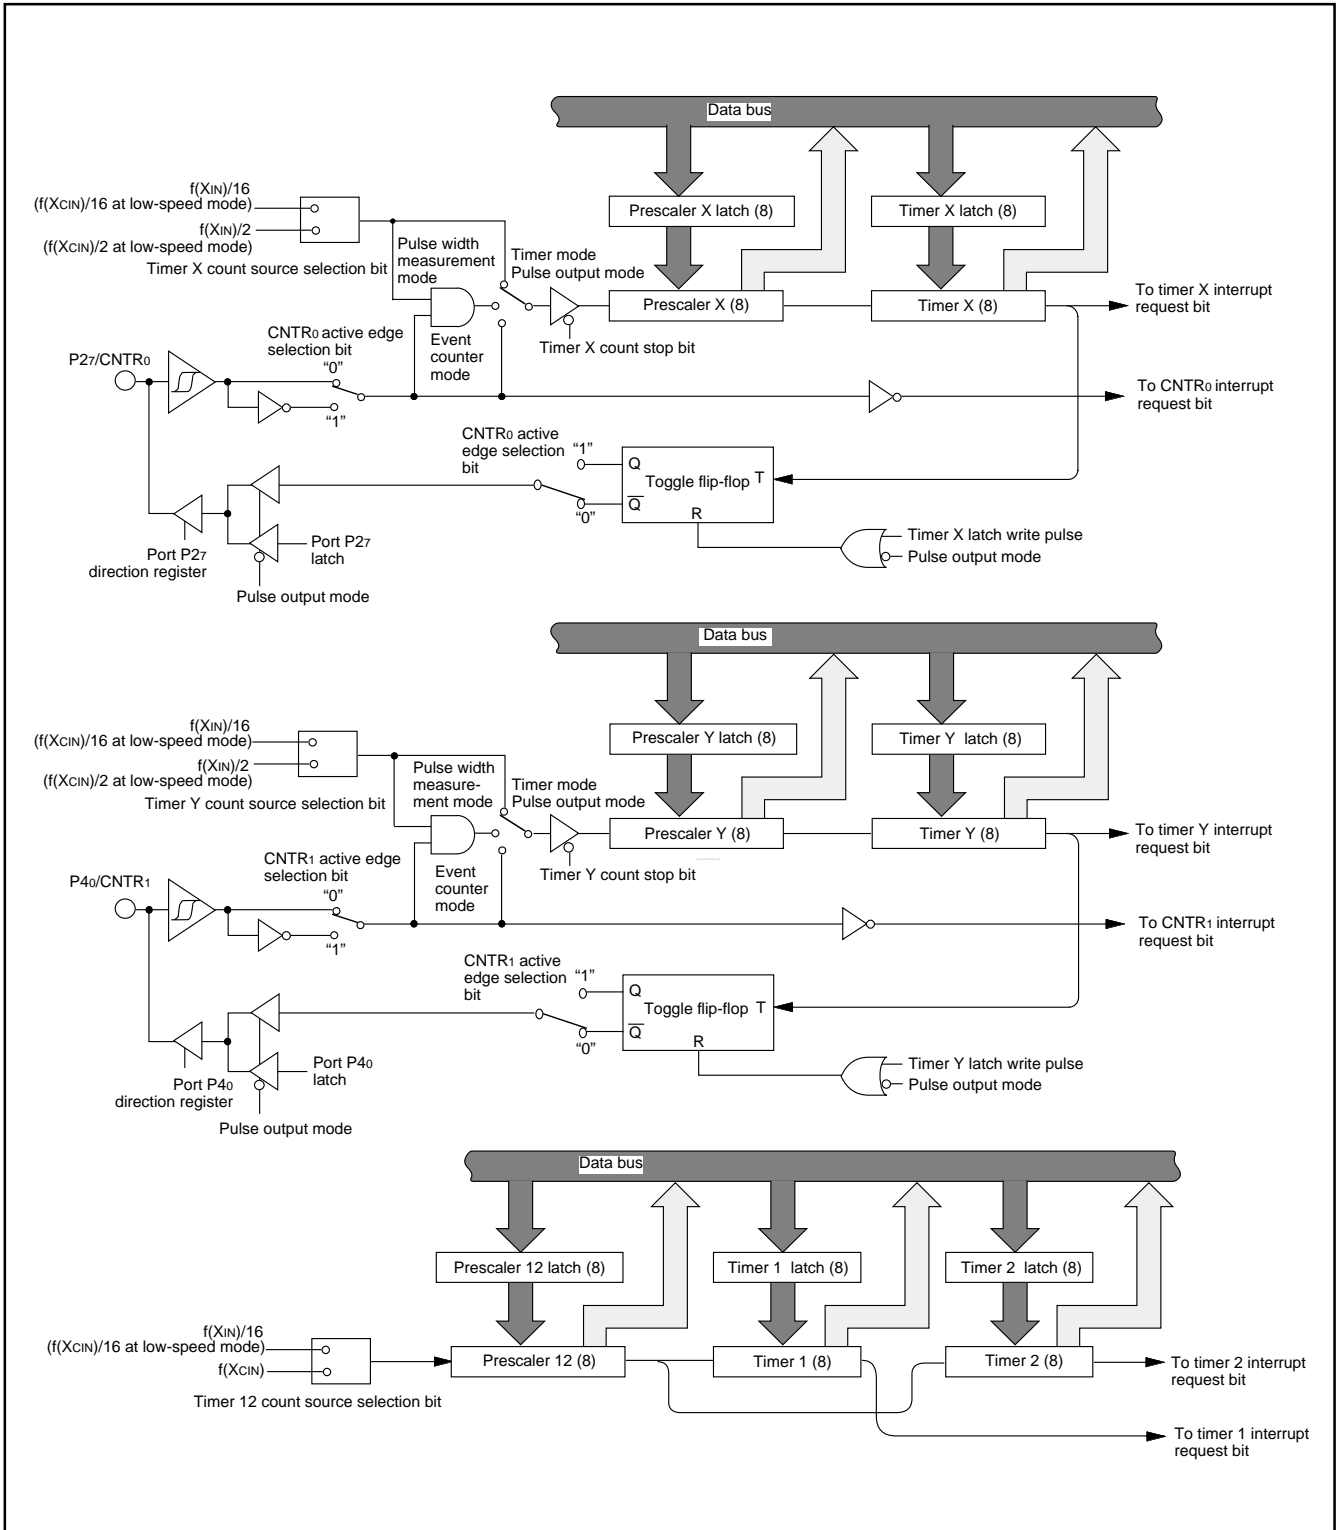 Data bus
f(XIN)/16
(f(XCIN)/16 at low-speed mode)
f(XIN)/2
(f(XCIN)/2 at low-speed mode)
Timer X count source selection bit
Prescaler X latch (8)
Timer X latch (8)
Pulse width
measurement
mode
Timer mode
Pulse output mode
Prescaler X (8)
Timer X (8)
To timer X interrupt
request bit
Timer X count stop bit
CNTR0 active edge
selection bit
Event
counter
mode
P27/CNTR0
“0”
“1”
To CNTR0 interrupt
request bit
CNTR0 active
edge selection
bit
“1”
“0”
Q
Toggle flip-flop
T
Q
R
Port P27
direction register
Port P27
latch
Pulse output mode
Timer X latch write pulse
Pulse output mode
Data bus
f(XIN)/16
(f(XCIN)/16 at low-speed mode)
f(XIN)/2
(f(XCIN)/2 at low-speed mode)
Timer Y count source selection bit
Prescaler Y latch (8)
Timer Y latch (8)
Pulse width
measure-
ment mode
Timer mode
Pulse output mode
Prescaler Y (8)
Timer Y (8)
To timer Y interrupt
request bit
Timer Y count stop bit
CNTR1 active edge
selection bit
Event
counter
mode
P40/CNTR1
“0”
“1”
To CNTR1 interrupt
request bit
CNTR1 active
edge selection
bit
“1”
“0”
Q
Toggle flip-flop
T
Q
R
Port P40
direction register
Port P40
latch
Pulse output mode
Timer Y latch write pulse
Pulse output mode
Data bus
Prescaler 12 latch (8)
Timer 1 latch (8)
Timer 2 latch (8)
f(XIN)/16
(f(XCIN)/16 at low-speed mode)
f(XCIN)
Timer 12 count source selection bit
Prescaler 12 (8)
Timer 1 (8)
Timer 2 (8)
To timer 2 interrupt
request bit
To timer 1 interrupt
request bit